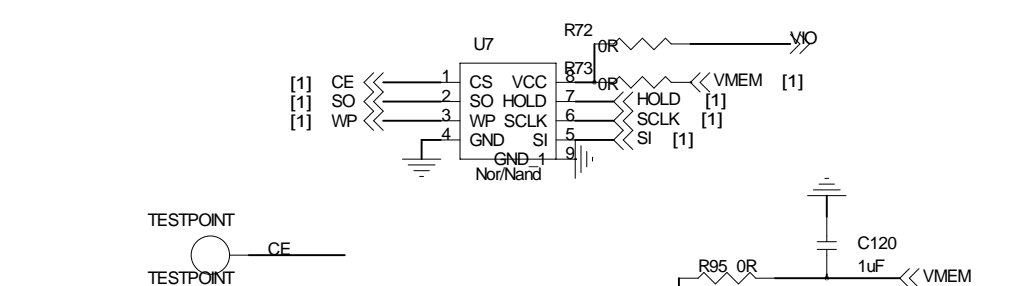 R72
0R
VIO
U7
R73
0R
[1] CE 1 CS VCC 8 VMEM [1]
[1] SO 2 SO HOLD 7 HOLD [1]
[1] WP 3 WP SCLK 6 SCLK [1]
4 GND SI 5 SI [1]
GND_1 9
Nor/Nand
TESTPOINT
CE
TESTPOINT
C120
1uF
R95 0R
VMEM